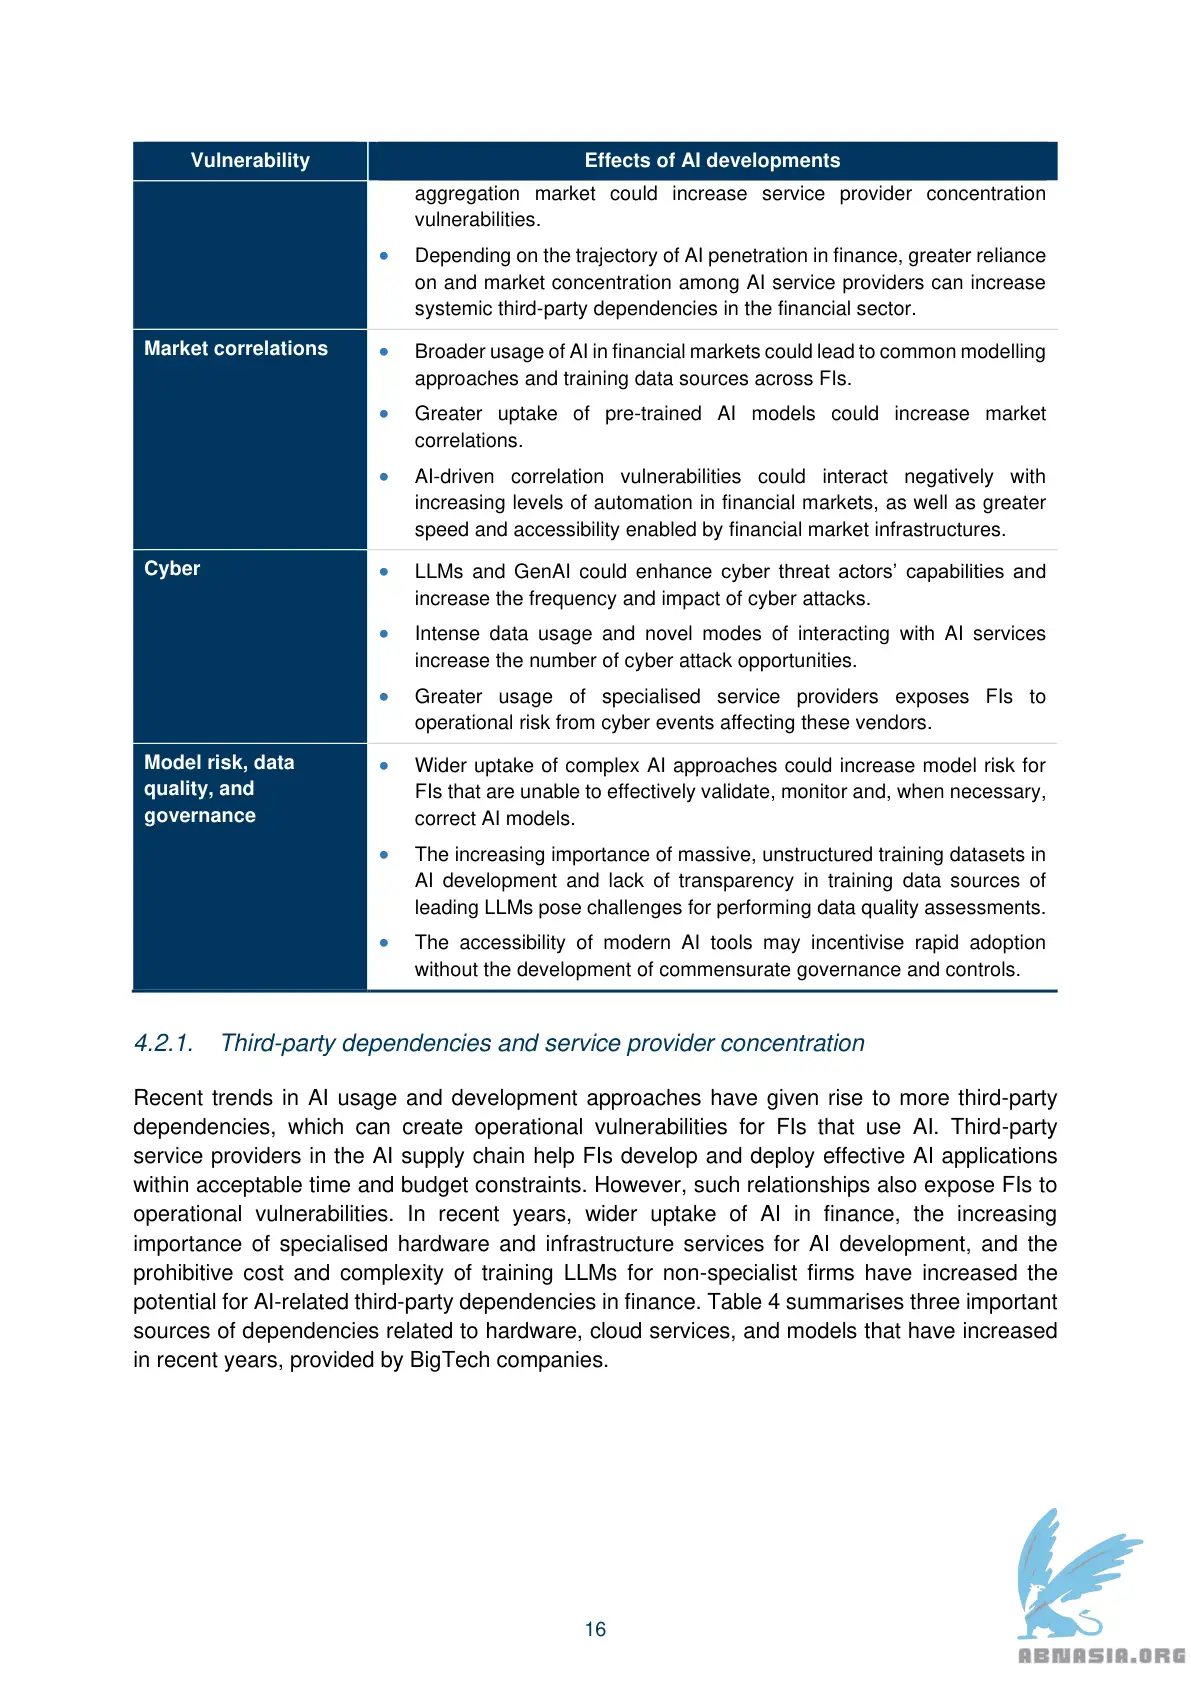 Vulnerability
Effects of AI developments
aggregation market could increase service provider concentration
vulnerabilities.
• Depending on the trajectory of AI penetration in finance, greater reliance
on and market concentration among AI service providers can increase
systemic third-party dependencies in the financial sector.
Market correlations
• Broader usage of AI in financial markets could lead to common modelling
approaches and training data sources across FIs.
• Greater uptake of pre-trained AI models could increase market
correlations.
• AI-driven correlation vulnerabilities could interact negatively with
increasing levels of automation in financial markets, as well as greater
speed and accessibility enabled by financial market infrastructures.
Cyber
• LLMs and GenAI could enhance cyber threat actors’ capabilities and
increase the frequency and impact of cyber attacks.
• Intense data usage and novel modes of interacting with AI services
increase the number of cyber attack opportunities.
• Greater usage of specialised service providers exposes FIs to
operational risk from cyber events affecting these vendors.
Model risk, data
quality, and
governance
• Wider uptake of complex AI approaches could increase model risk for
FIs that are unable to effectively validate, monitor and, when necessary,
correct AI models.
• The increasing importance of massive, unstructured training datasets in
AI development and lack of transparency in training data sources of
leading LLMs pose challenges for performing data quality assessments.
• The accessibility of modern AI tools may incentivise rapid adoption
without the development of commensurate governance and controls.
4.2.1. Third-party dependencies and service provider concentration
Recent trends in AI usage and development approaches have given rise to more third-party
dependencies, which can create operational vulnerabilities for FIs that use AI. Third-party
service providers in the AI supply chain help FIs develop and deploy effective AI applications
within acceptable time and budget constraints. However, such relationships also expose FIs to
operational vulnerabilities. In recent years, wider uptake of AI in finance, the increasing
importance of specialised hardware and infrastructure services for AI development, and the
prohibitive cost and complexity of training LLMs for non-specialist firms have increased the
potential for AI-related third-party dependencies in finance. Table 4 summarises three important
sources of dependencies related to hardware, cloud services, and models that have increased
in recent years, provided by BigTech companies.
16
ABNASIA.ORG